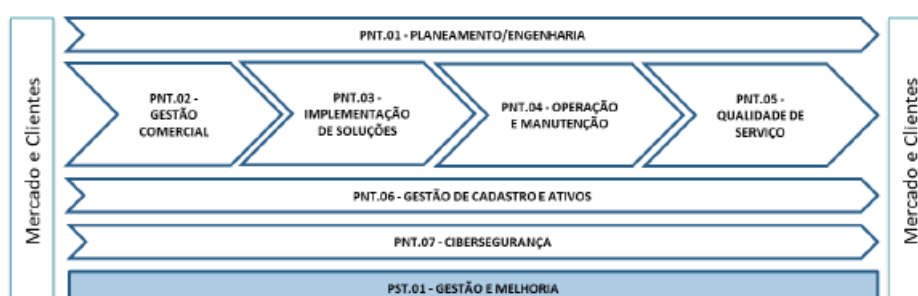 Mercado e Clientes
PNT.01 - PLANEAMENTO/ENGENHARIA
PNT.02 -
GESTÃO
COMERCIAL
PNT.03 -
IMPLEMENTAÇÃO
DE SOLUÇÕES
PNT.04 - OPERAÇÃO
E MANUTENÇÃO
PNT.05 -
QUALIDADE DE
SERVIÇO
PNT.06 - GESTÃO DE CADASTRO E ATIVOS
PNT.07 - CIBERSEGURANÇA
PST.01 - GESTÃO E MELHORIA
Mercado e Clientes